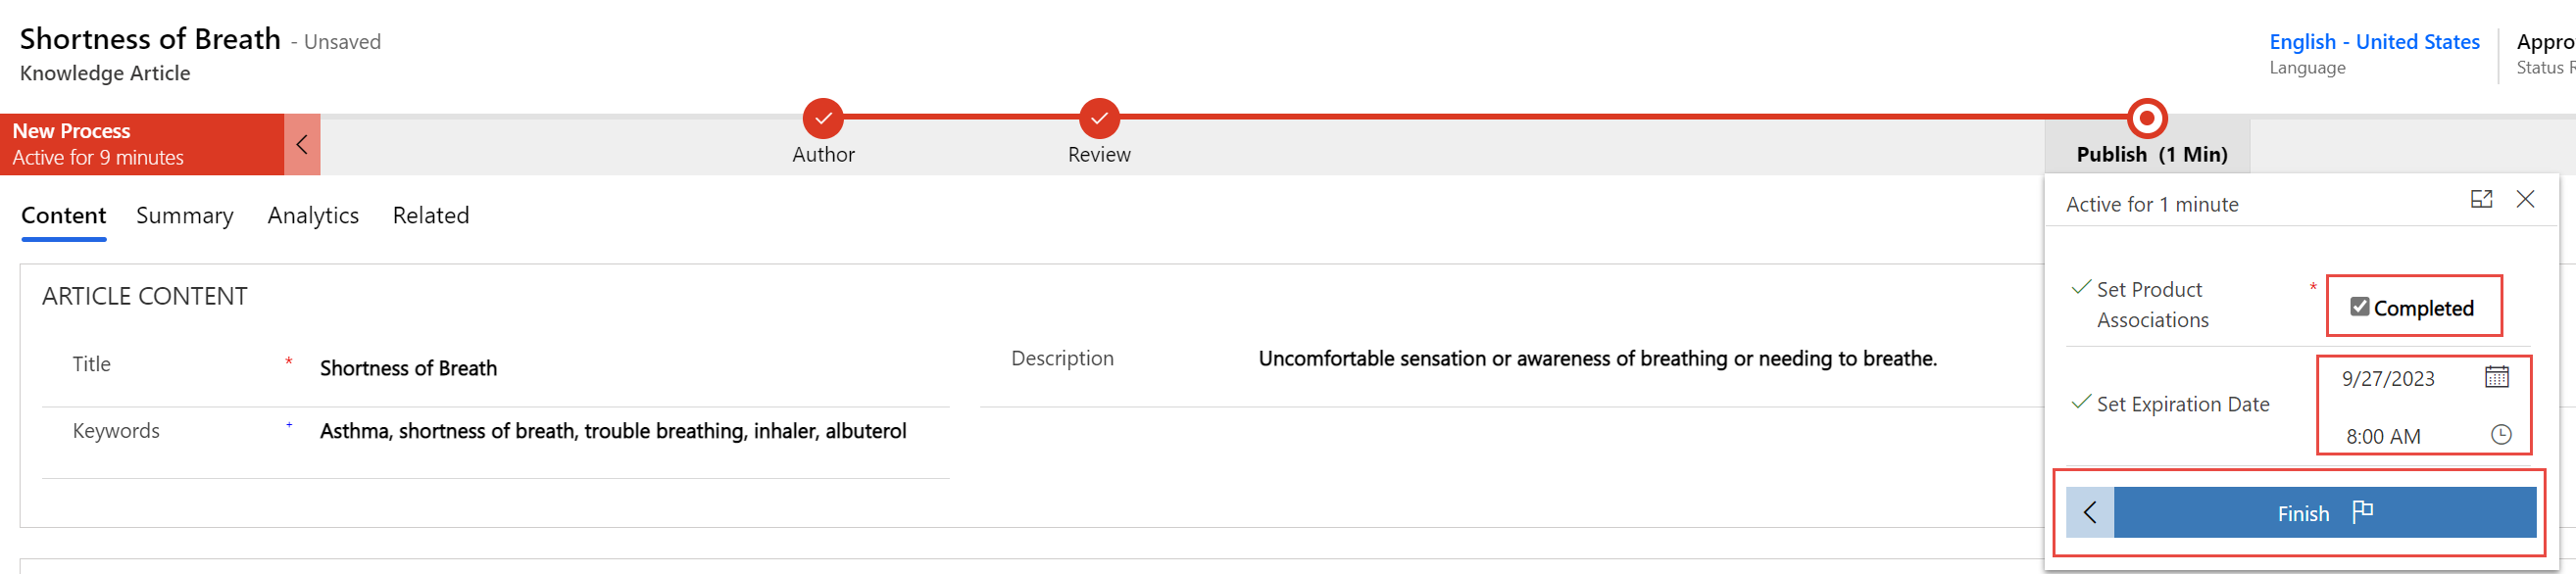 Shortness of Breath - Unsaved
Knowledge Article
English - United States
Language
Appro
Status R
New Process
Active for 9 minutes
Author
Review
Publish (1 Min)
Content Summary Analytics Related
Active for 1 minute
ARTICLE CONTENT
Title * Shortness of Breath
Keywords + Asthma, shortness of breath, trouble breathing, inhaler, albuterol
Description Uncomfortable sensation or awareness of breathing or needing to breathe.
Set Product * Completed
Associations
Set Expiration Date
9/27/2023
8:00 AM
Finish